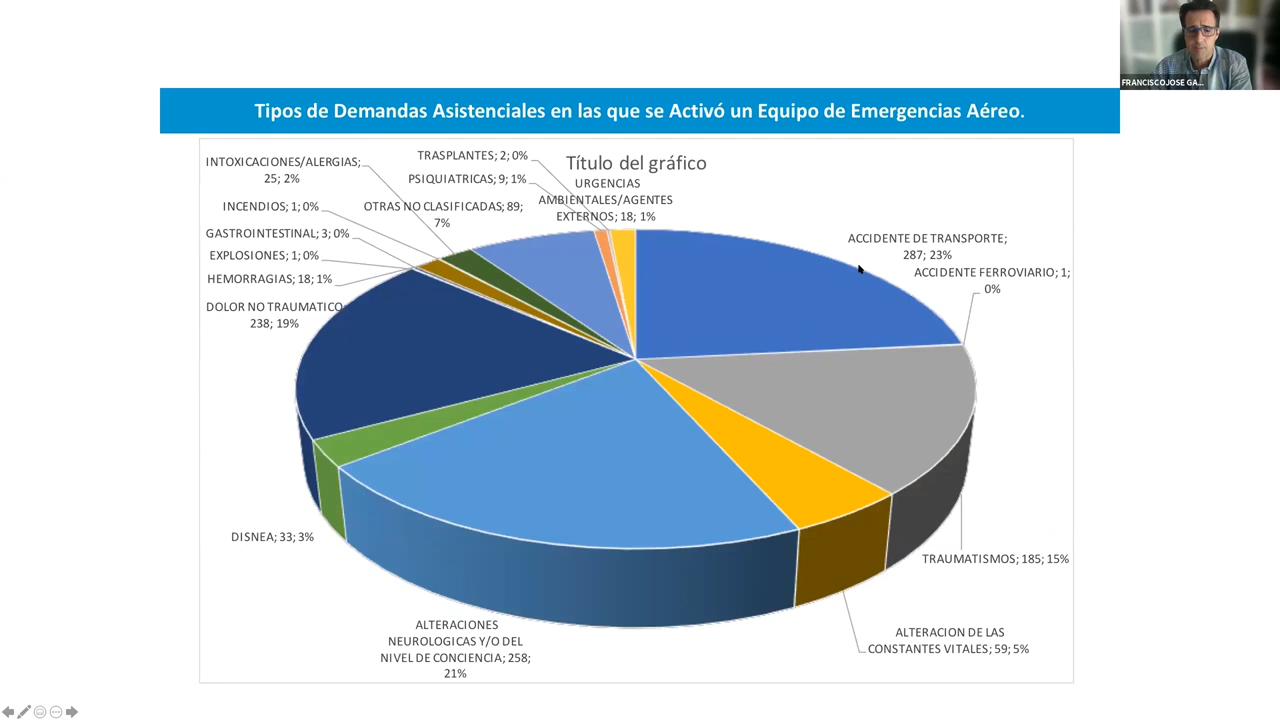 FRANCISCOJOSE GA...
Tipos de Demandas Asistenciales en las que se Activó un Equipo de Emergencias Aéreo.
Título del gráfico
INTOXICACIONES/ALERGIAS;
25; 2%
TRASPLANTES; 2; 0%
PSIQUIATRICAS; 9; 1%
URGENCIAS
AMBIENTALES/AGENTES
EXTERNOS; 18; 1%
INCENDIOS; 1; 0%
OTRAS NO CLASIFICADAS; 89;
7%
GASTROINTESTINAL; 3; 0%
EXPLOSIONES; 1; 0%
HEMORRAGIAS; 18; 1%
DOLOR NO TRAUMATICO;
238; 19%
ACCIDENTE DE TRANSPORTE;
287; 23%
ACCIDENTE FERROVIARIO; 1;
0%
DISNEA; 33; 3%
TRAUMATISMOS; 185; 15%
ALTERACIONES
NEUROLOGICAS Y/O DEL
NIVEL DE CONCIENCIA; 258;
21%
ALTERACION DE LAS
CONSTANTES VITALES; 59; 5%